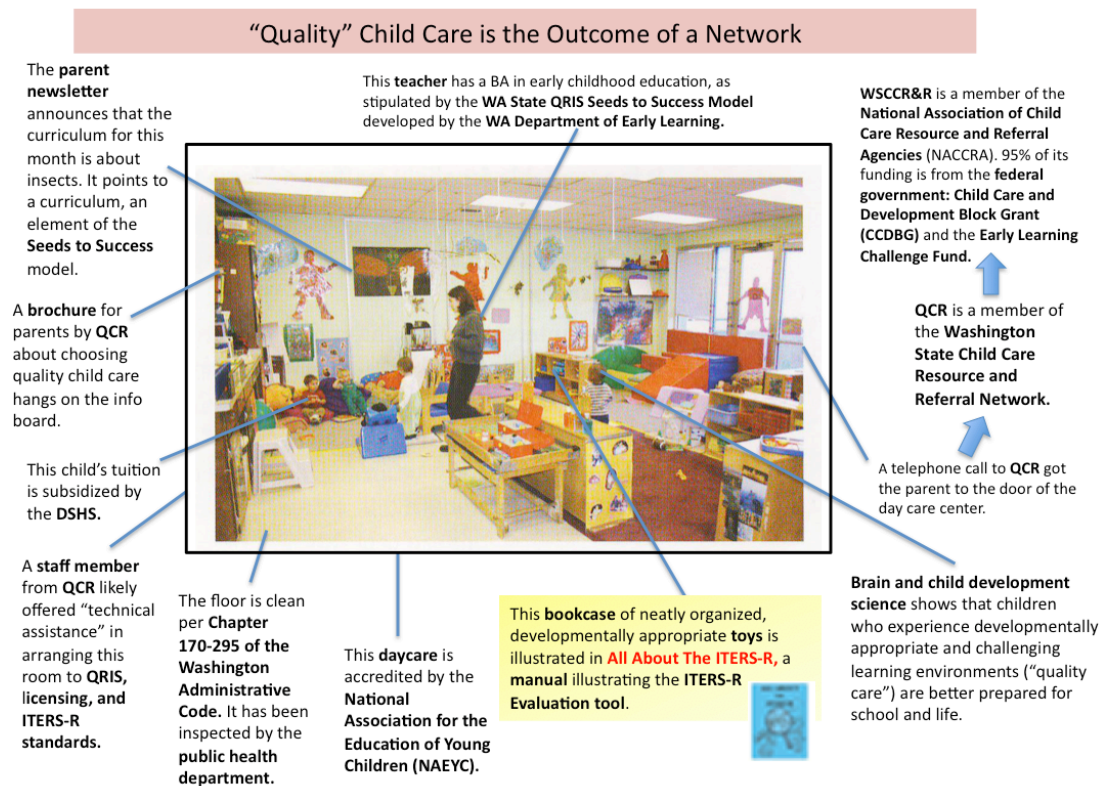 “Quality” Child Care is the Outcome of a Network
The parent
newsletter
announces that the
curriculum for this
month is about
insects. It points to
a curriculum, an
element of the
Seeds to Success
model.
This teacher has a BA in early childhood education, as
stipulated by the WA State QRIS Seeds to Success Model
developed by the WA Department of Early Learning.
WSCCR&R is a member of the
National Association of Child
Care Resource and Referral
Agencies (NACCRA). 95% of its
funding is from the federal
government: Child Care and
Development Block Grant
(CCDBG) and the Early Learning
Challenge Fund.
A brochure for
parents by QCR
about choosing
quality child care
hangs on the info
board.
QCR is a member of
the Washington
State Child Care
Resource and
Referral Network.
This child’s tuition
is subsidized by
the DSHS.
A telephone call to QCR got
the parent to the door of the
day care center.
A staff member
from QCR likely
offered “technical
assistance” in
arranging this
room to QRIS,
licensing, and
ITERS-R
standards.
The floor is clean
per Chapter
170-295 of the
Washington
Administrative
Code. It has been
inspected by the
public health
department.
This daycare is
accredited by the
National
Association for the
Education of Young
Children (NAEYC).
This bookcase of neatly organized,
developmentally appropriate toys is
illustrated in All About The ITERS-R, a
manual illustrating the ITERS-R
Evaluation tool.
Brain and child development
science shows that children
who experience developmentally
appropriate and challenging
learning environments (“quality
care”) are better prepared for
school and life.